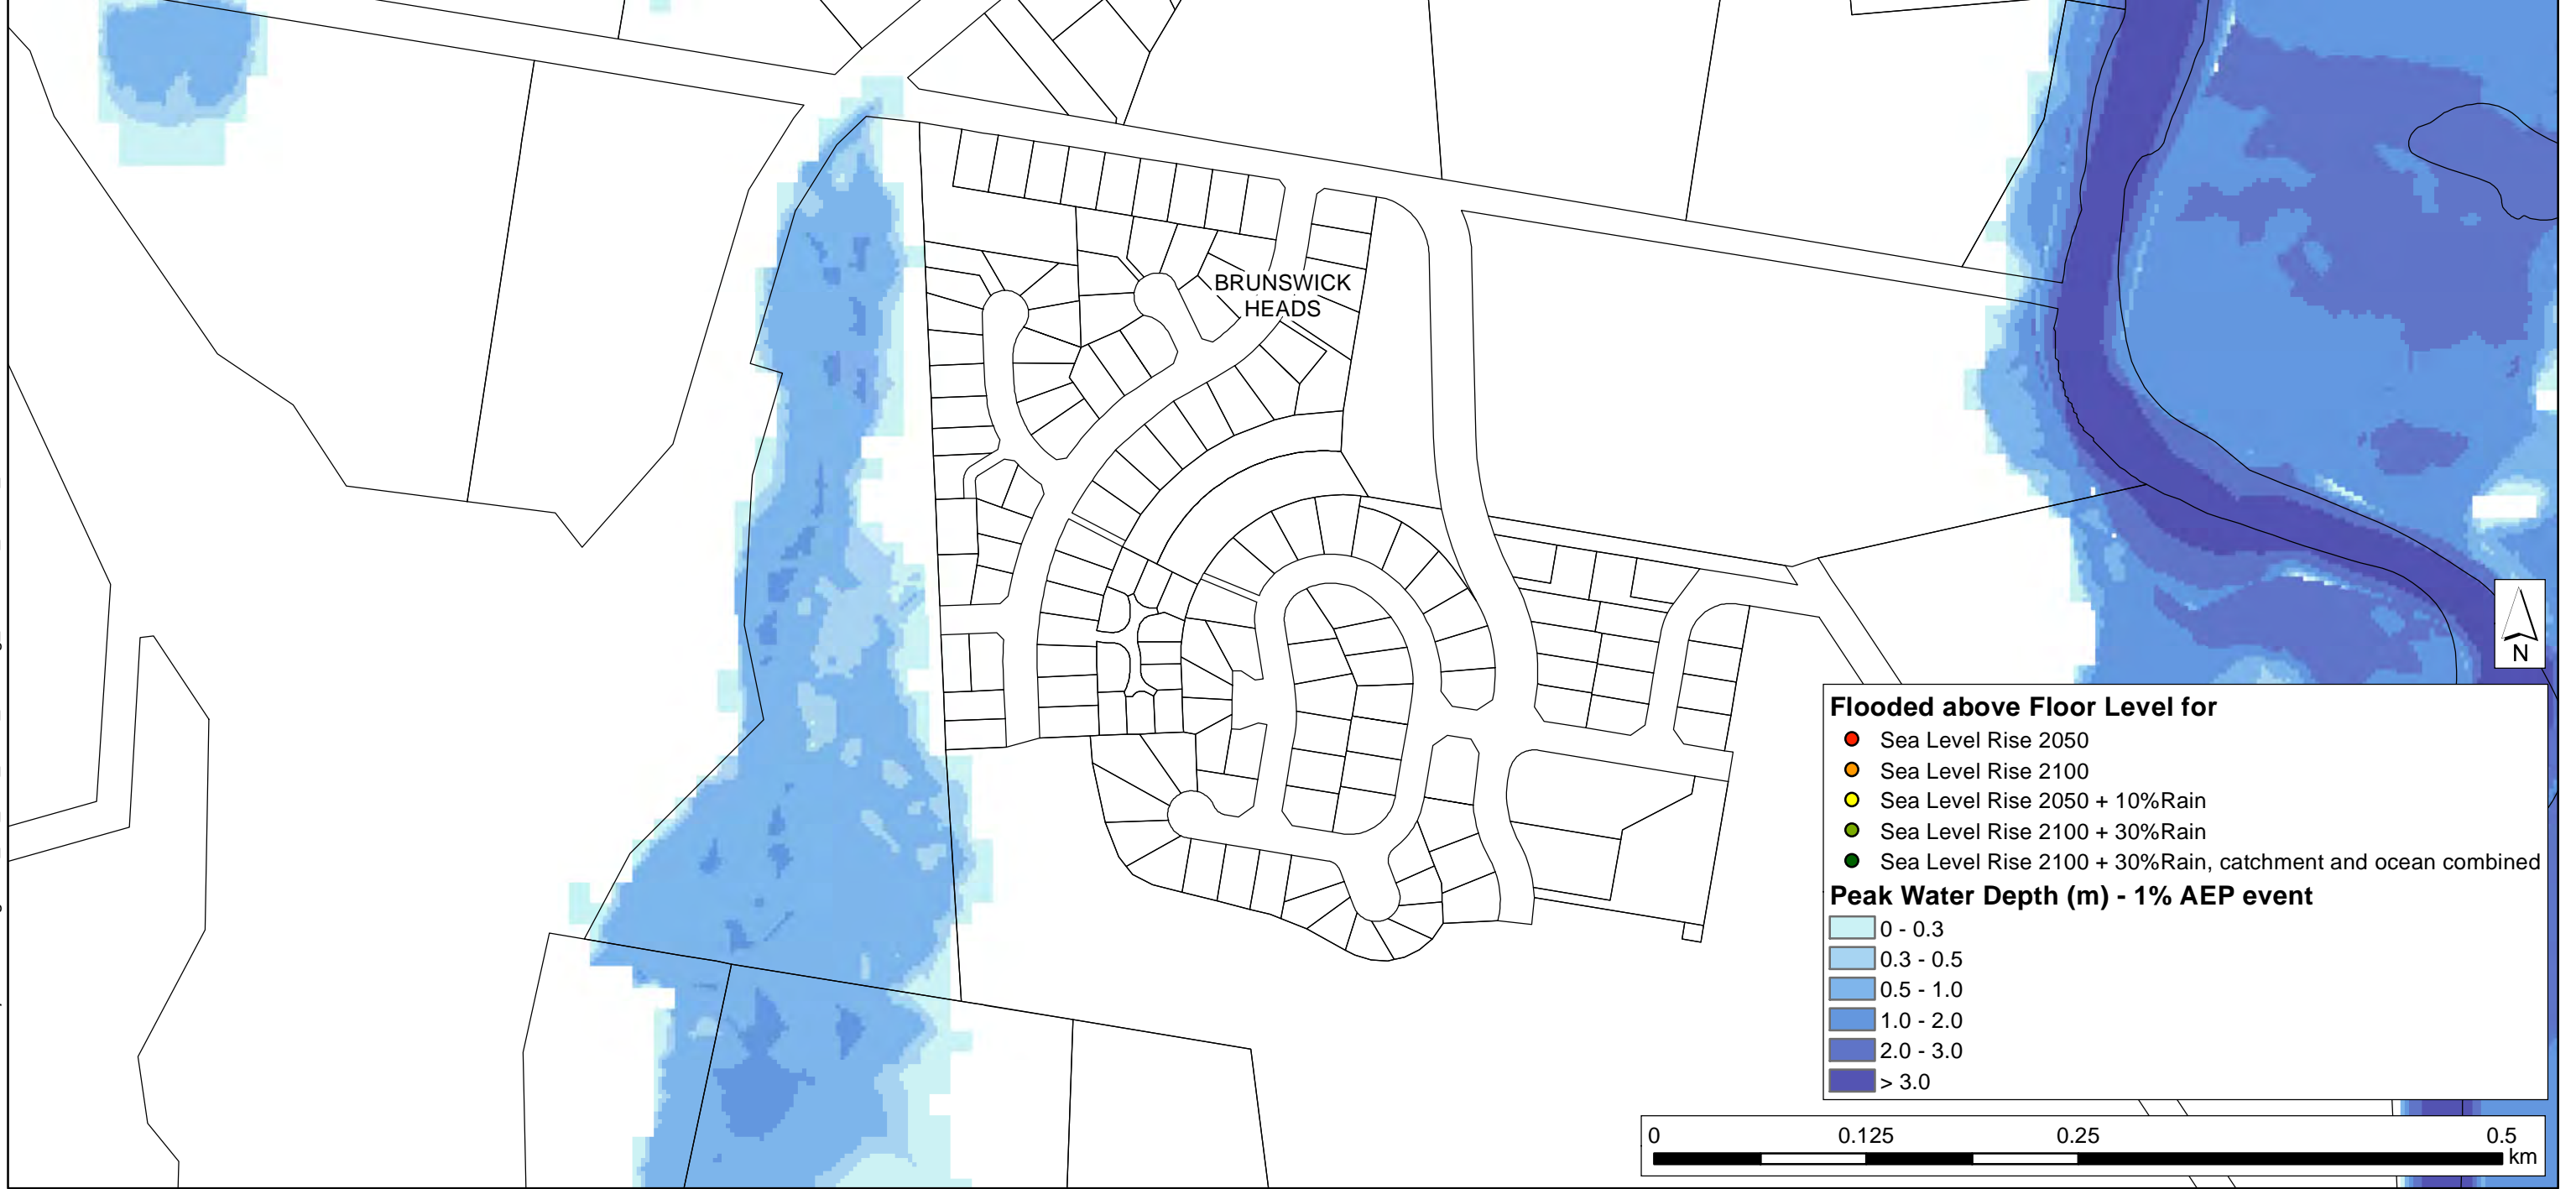 BRUNSWICK
HEADS
N
Flooded above Floor Level for
Sea Level Rise 2050
Sea Level Rise 2100
Sea Level Rise 2050 + 10%Rain
Sea Level Rise 2100 + 30%Rain
Sea Level Rise 2100 + 30%Rain, catchment and ocean combined
Peak Water Depth (m) - 1% AEP event
0 - 0.3
0.3 - 0.5
0.5 - 1.0
1.0 - 2.0
2.0 - 3.0
> 3.0
0 0.125 0.25 0.5
km